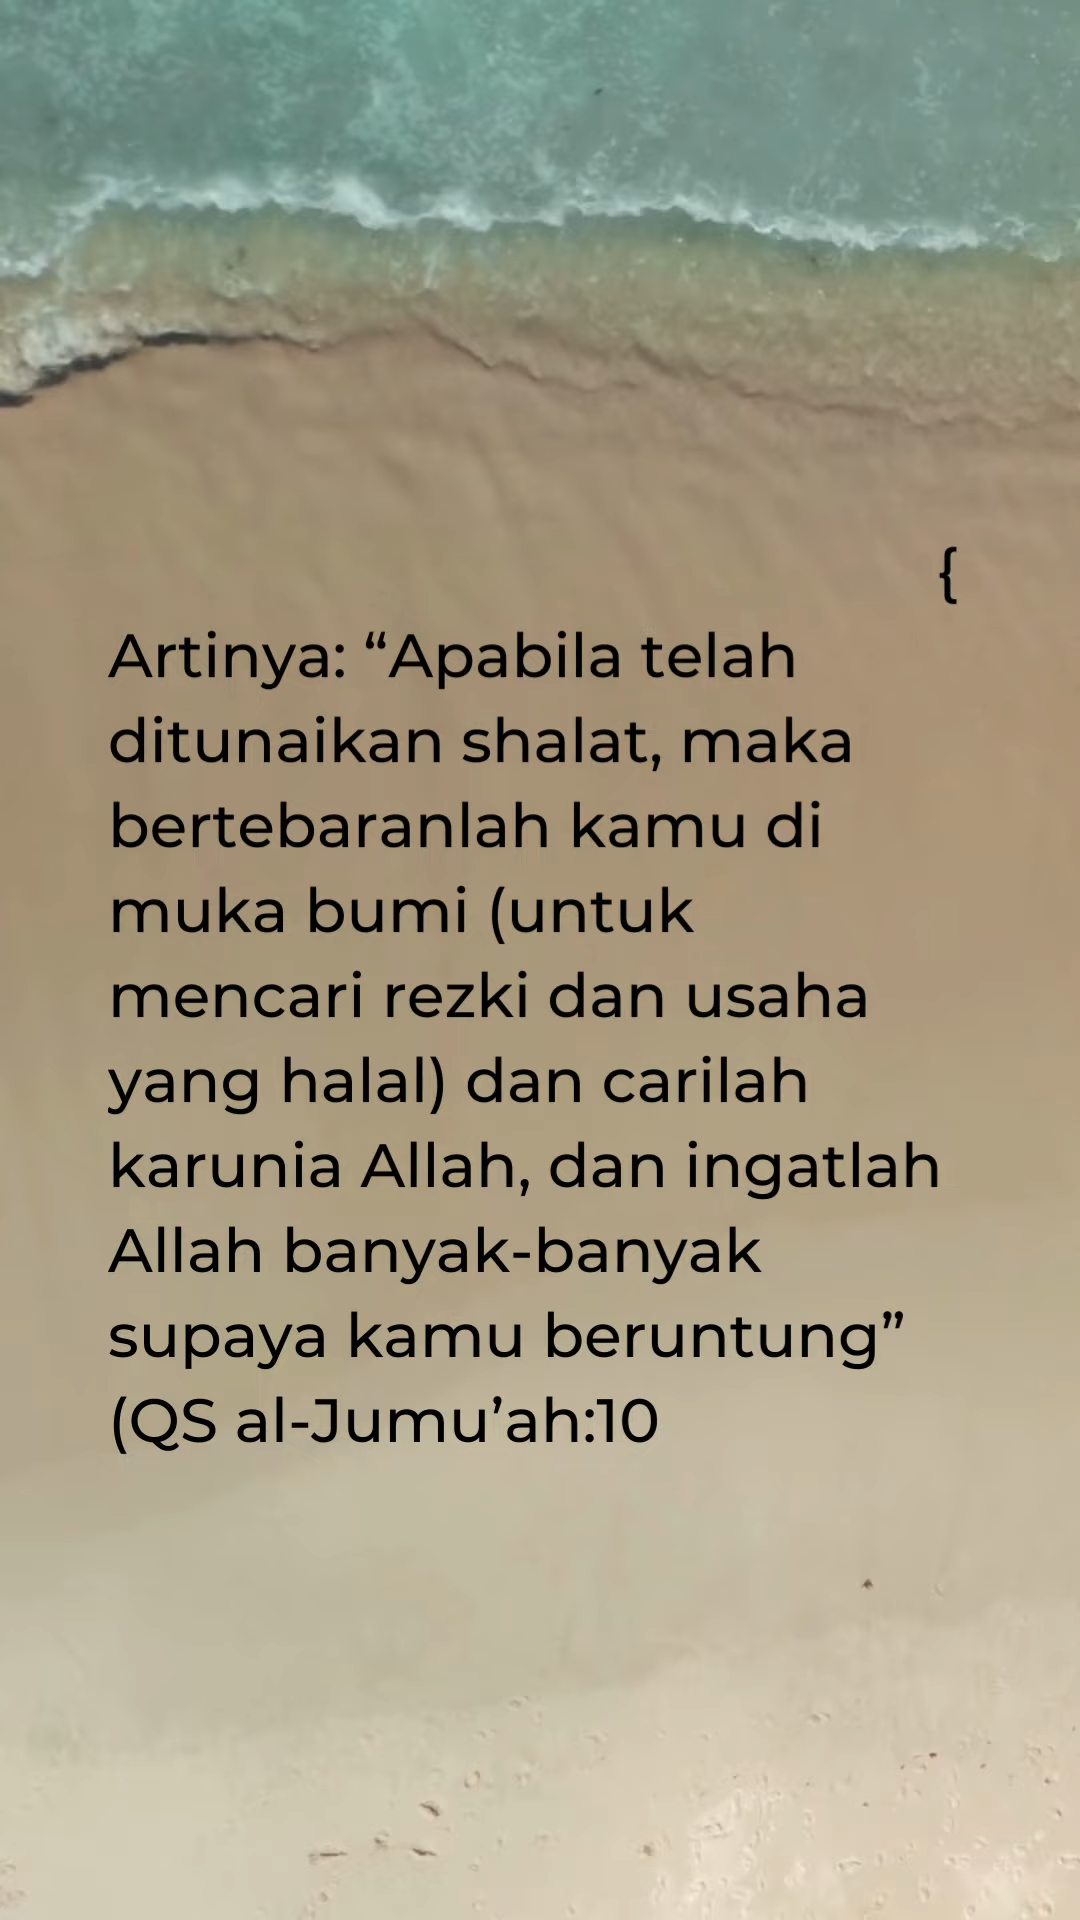 {
Artinya: “Apabila telah
ditunaikan shalat, maka
bertebaranlah kamu di
muka bumi (untuk
mencari rezki dan usaha
yang halal) dan carilah
karunia Allah, dan ingatlah
Allah banyak-banyak
supaya kamu beruntung”
(QS al-Jumu’ah:10